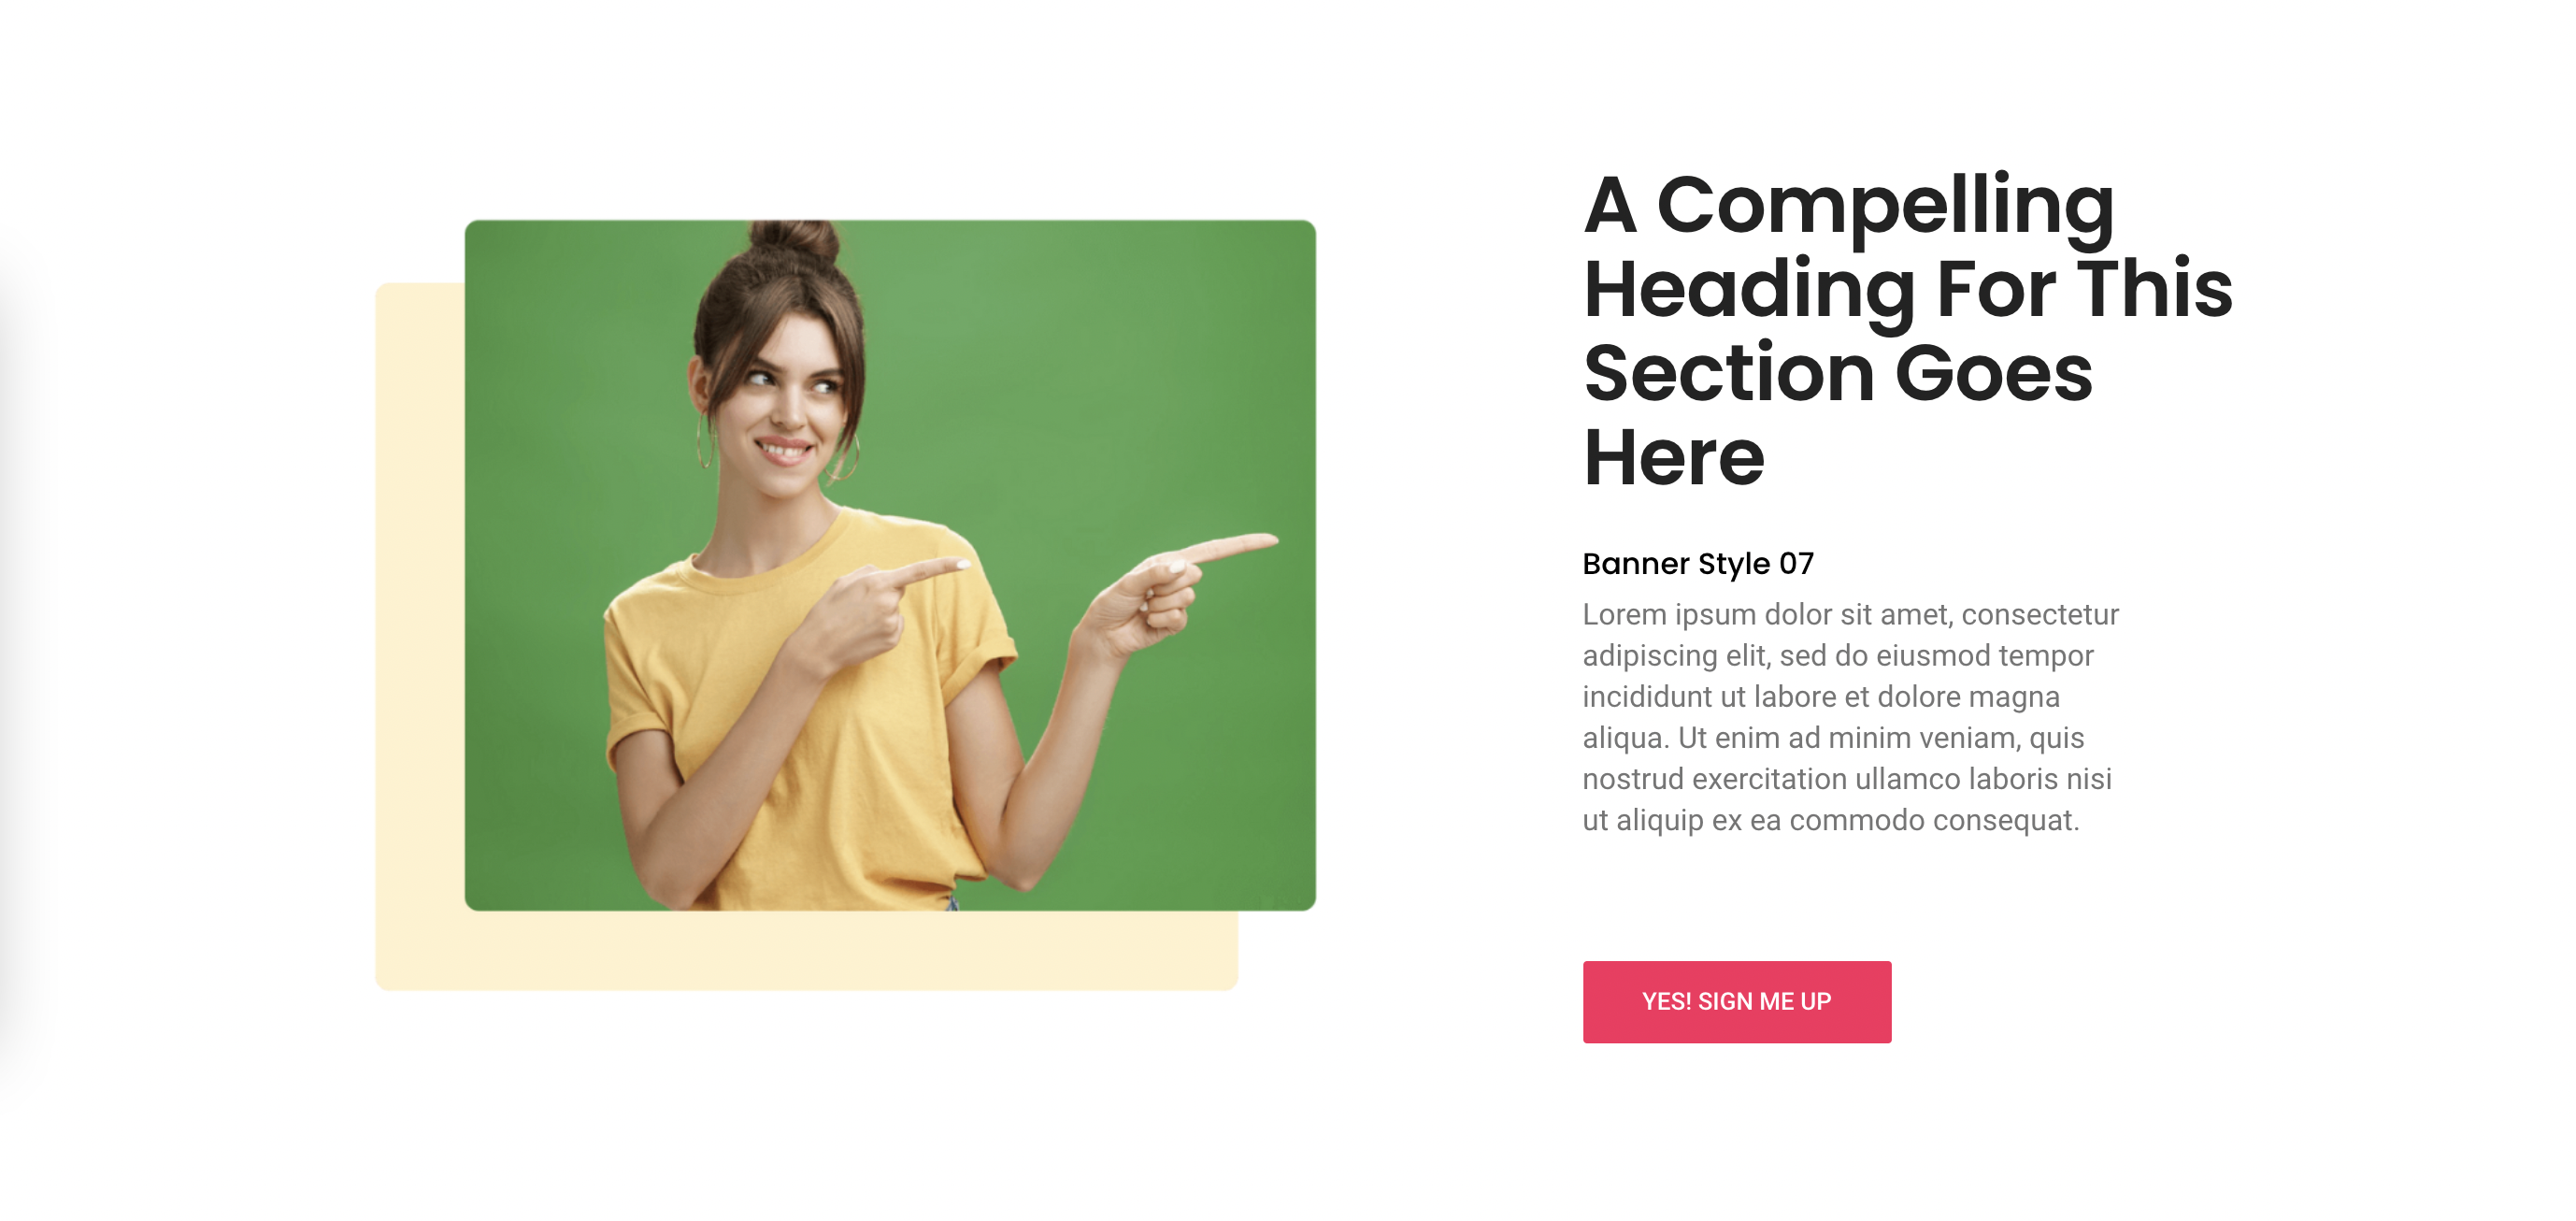 A Compelling
Heading For This
Section Goes
Here
Banner Style 07
Lorem ipsum dolor sit amet, consectetur
adipiscing elit, sed do eiusmod tempor
incididunt ut labore et dolore magna
aliqua. Ut enim ad minim veniam, quis
nostrud exercitation ullamco laboris nisi
ut aliquip ex ea commodo consequat.
YES! SIGN ME UP